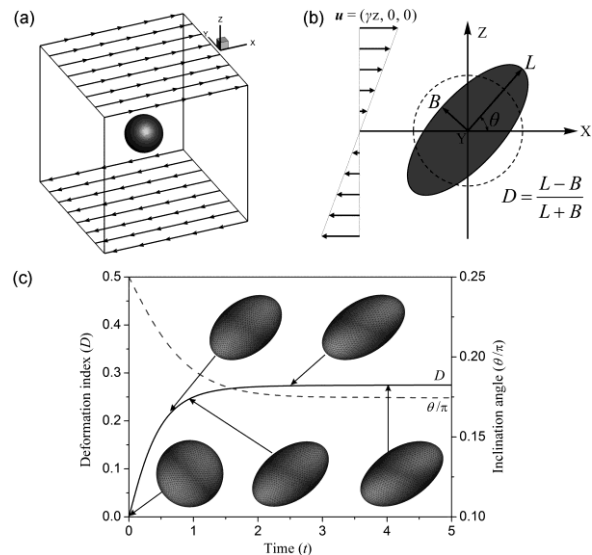 (a)
z
Y
x
(b)
u = (γz, 0, 0)
Z
L
B
θ
Y
X
D = L − B / L + B
(c)
Deformation index (D)
0.5
0.4
0.3
0.2
0.1
0.0
D
θ/π
0.25
0.20
0.15
0.10
Inclination angle (θ/π)
0 1 2 3 4 5
Time (t)